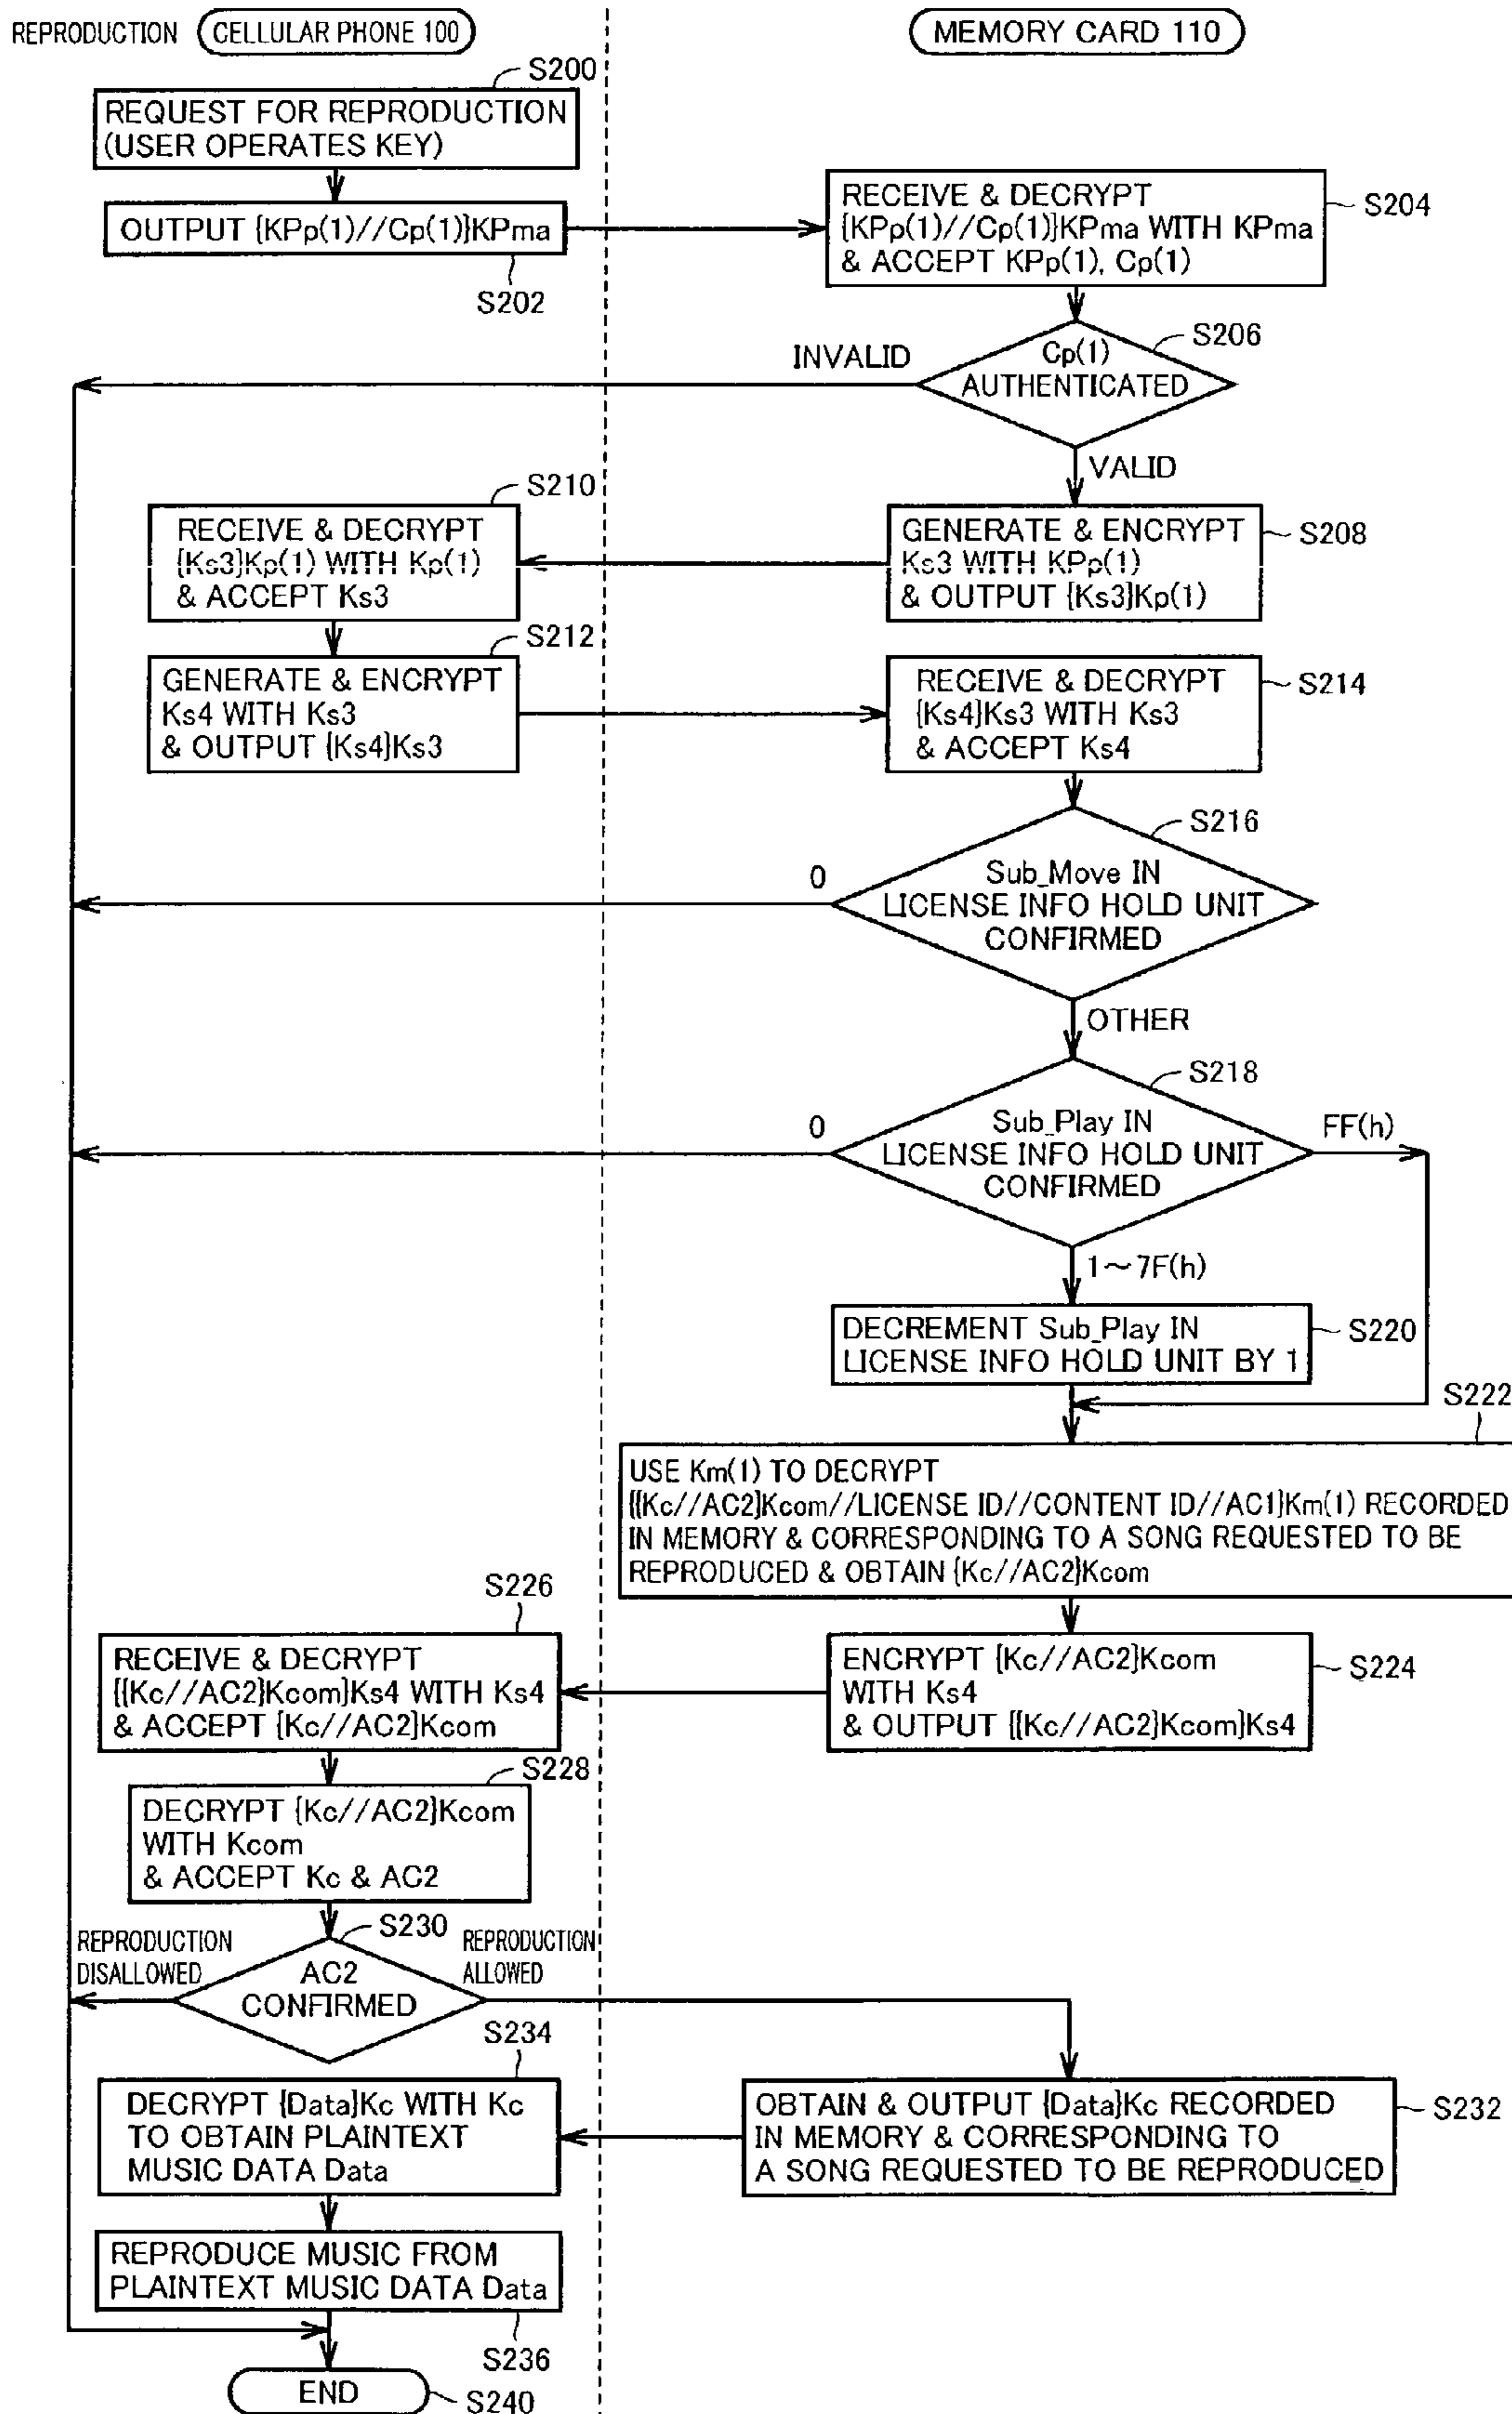 REPRODUCTION
CELLULAR PHONE 100
MEMORY CARD 110
S200
REQUEST FOR REPRODUCTION
(USER OPERATES KEY)
OUTPUT {KPp(1)//Cp(1)}KPma
S202
RECEIVE & DECRYPT
{KPp(1)//Cp(1)}KPma WITH KPma
& ACCEPT KPp(1), Cp(1)
S204
S206
Cp(1)
AUTHENTICATED
INVALID
VALID
GENERATE & ENCRYPT
Ks3 WITH KPp(1)
& OUTPUT {Ks3}Kp(1)
S208
S210
RECEIVE & DECRYPT
{Ks3}Kp(1) WITH Kp(1)
& ACCEPT Ks3
S212
GENERATE & ENCRYPT
Ks4 WITH Ks3
& OUTPUT {Ks4}Ks3
RECEIVE & DECRYPT
{Ks4}Ks3 WITH Ks3
& ACCEPT Ks4
S214
S216
0
Sub_Move IN
LICENSE INFO HOLD UNIT
CONFIRMED
OTHER
S218
0
Sub_Play IN
LICENSE INFO HOLD UNIT
CONFIRMED
FF(h)
1~7F(h)
DECREMENT Sub_Play IN
LICENSE INFO HOLD UNIT BY 1
S220
S222
USE Km(1) TO DECRYPT
{{Kc//AC2}Kcom//LICENSE ID//CONTENT ID//AC1}Km(1) RECORDED
IN MEMORY & CORRESPONDING TO A SONG REQUESTED TO BE
REPRODUCED & OBTAIN {Kc//AC2}Kcom
ENCRYPT {Kc//AC2}Kcom
WITH Ks4
& OUTPUT {{Kc//AC2}Kcom}Ks4
S224
S226
RECEIVE & DECRYPT
{{Kc//AC2}Kcom}Ks4 WITH Ks4
& ACCEPT {Kc//AC2}Kcom
S228
DECRYPT {Kc//AC2}Kcom
WITH Kcom
& ACCEPT Kc & AC2
S230
REPRODUCTION
DISALLOWED
AC2
CONFIRMED
REPRODUCTION
ALLOWED
OBTAIN & OUTPUT {Data}Kc RECORDED
IN MEMORY & CORRESPONDING TO
A SONG REQUESTED TO BE REPRODUCED
S232
S234
DECRYPT {Data}Kc WITH Kc
TO OBTAIN PLAINTEXT
MUSIC DATA Data
REPRODUCE MUSIC FROM
PLAINTEXT MUSIC DATA Data
S236
END
S240